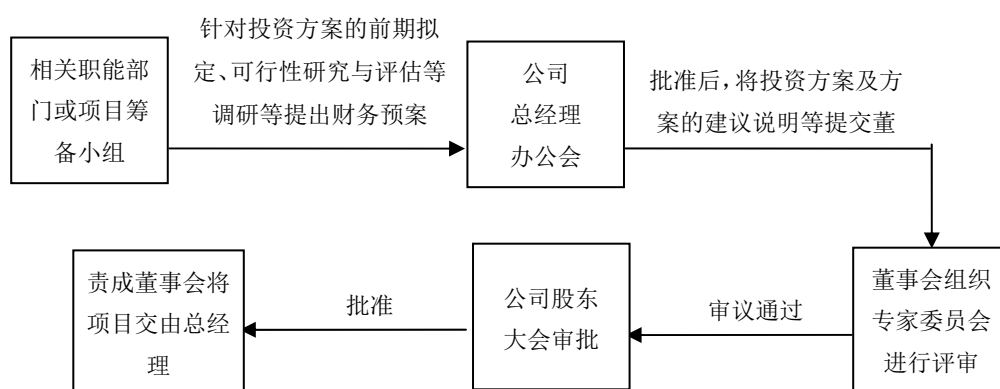 相关职能部
门或项目筹
备小组
针对投资方案的前期拟
定、可行性研究与评估等
调研等提出财务预案
公司
总经理
办公会
批准后，将投资方案及方
案的建议说明等提交董
董事会组织
专家委员会
进行评审
审议通过
公司股东
大会审批
批准
责成董事会将
项目交由总经
理